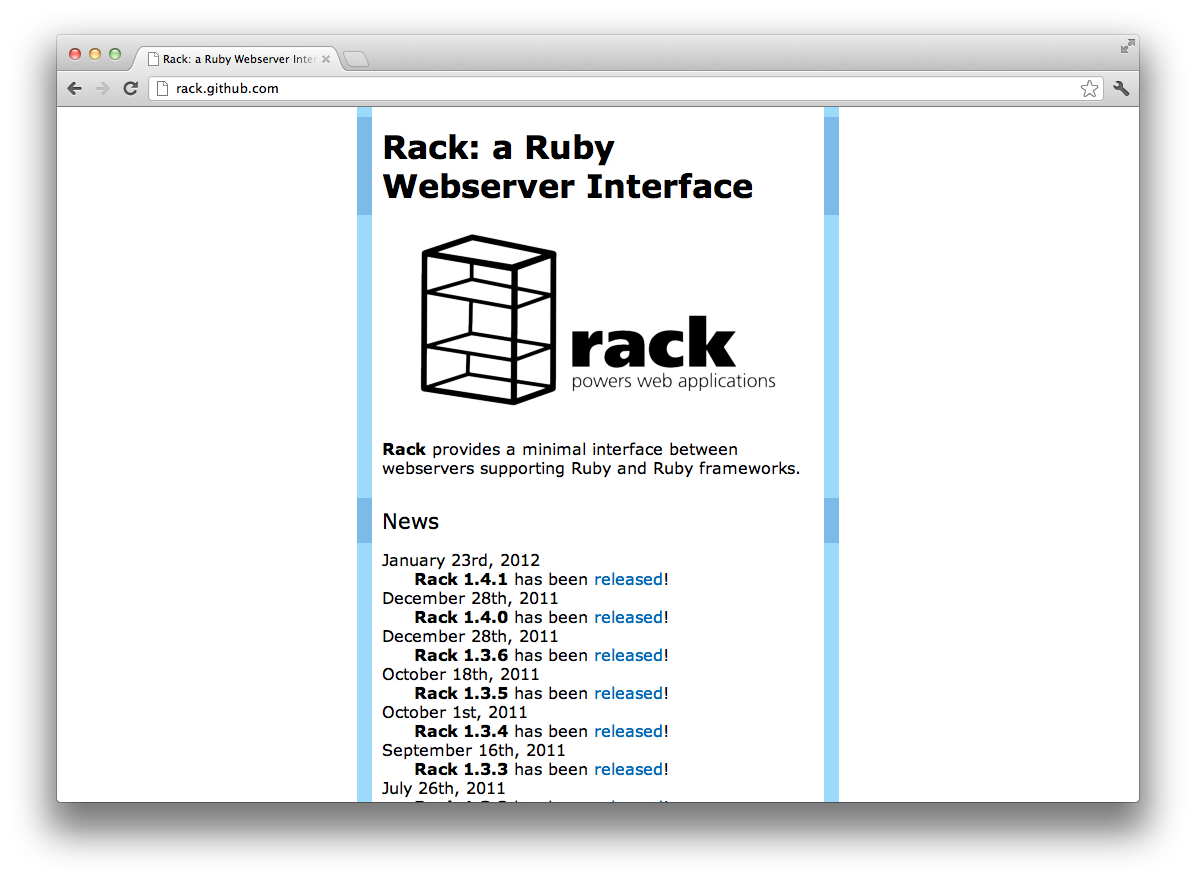 Rack: a Ruby Webserver Inte
rack.github.com
Rack: a Ruby
Webserver Interface
rack
powers web applications
Rack provides a minimal interface between
webservers supporting Ruby and Ruby frameworks.
News
January 23rd, 2012
Rack 1.4.1 has been released!
December 28th, 2011
Rack 1.4.0 has been released!
December 28th, 2011
Rack 1.3.6 has been released!
October 18th, 2011
Rack 1.3.5 has been released!
October 1st, 2011
Rack 1.3.4 has been released!
September 16th, 2011
Rack 1.3.3 has been released!
July 26th, 2011